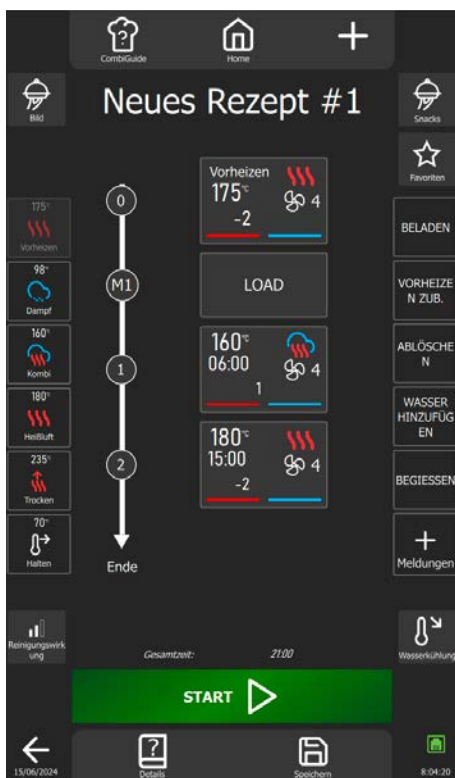 CombiGuide
Home
Bild
Neues Rezept #1
Snacks
Favoriten
175°
Vorheizen
98°
Dampf
160°
Kombi
180°
Heißluft
235°
Trocken
70°
Halten
0
M1
1
2
Ende
Vorheizen
175°C
4
-2
LOAD
160°C
06:00
4
1
180°C
15:00
4
-2
BELADEN
VORHEIZE
N ZUB.
ABLÖSCHE
N
WASSER
HINZUFÜG
EN
BEGIESSEN
Meldungen
Reinigungswirk
ung
Gesamtzeit: 21:00
Wasserkühlung
START
15/06/2024
Details
Speichern
8:04:20